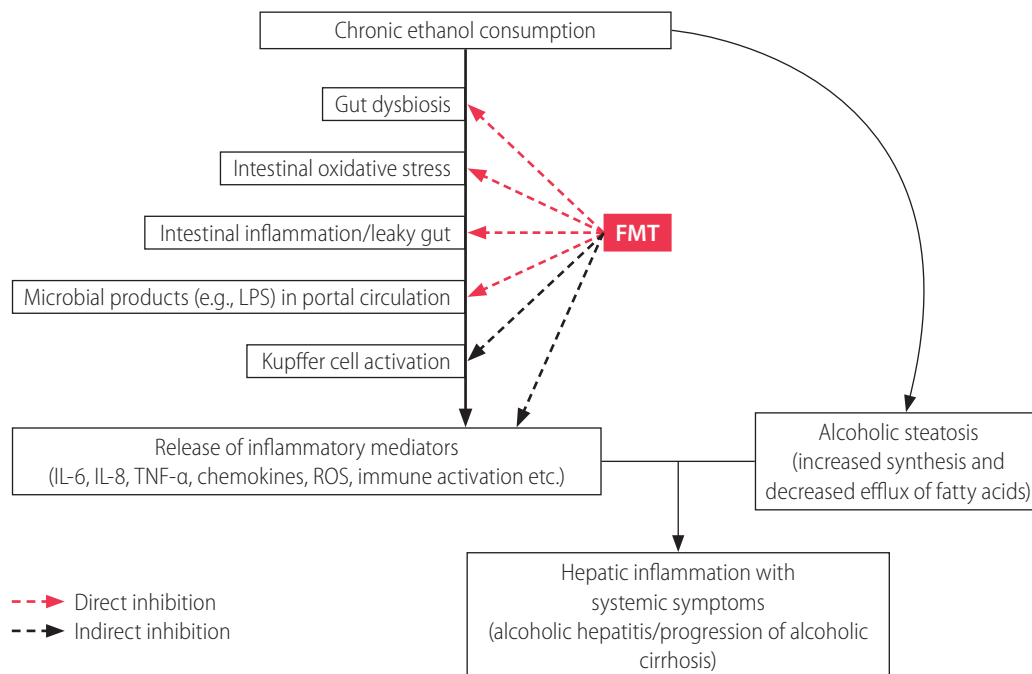 Chronic ethanol consumption
Gut dysbiosis
Intestinal oxidative stress
Intestinal inflammation/leaky gut
FMT
Microbial products (e.g., LPS) in portal circulation
Kupffer cell activation
Release of inflammatory mediators
(IL-6, IL-8, TNF-α, chemokines, ROS, immune activation etc.)
Alcoholic steatosis
(increased synthesis and
decreased efflux of fatty acids)
Hepatic inflammation with
systemic symptoms
(alcoholic hepatitis/progression of alcoholic
cirrhosis)
Direct inhibition
Indirect inhibition